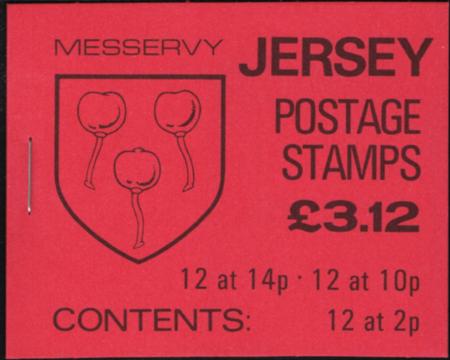 MESSERVY JERSEY
POSTAGE
STAMPS
£3.12
12 at 14p · 12 at 10p
CONTENTS: 12 at 2p